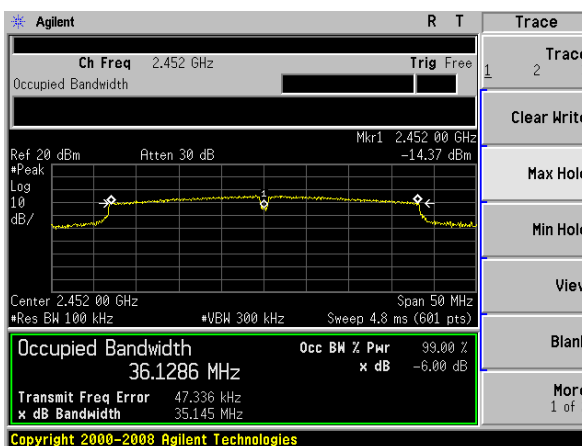 Agilent R T Trace
Ch Freq 2.452 GHz Trig Free
Occupied Bandwidth
Trace
1 2
Clear Write
Max Hold
Min Hold
View
Blank
More
1 of
Mkr1 2.452 00 GHz
Ref 20 dBm Atten 30 dB -14.37 dBm
#Peak
Log
10
dB/
1
Center 2.452 00 GHz Span 50 MHz
#Res BW 100 kHz #VBW 300 kHz Sweep 4.8 ms (601 pts)
Occupied Bandwidth Occ BW % Pwr 99.00 %
36.1286 MHz x dB -6.00 dB
Transmit Freq Error 47.336 kHz
x dB Bandwidth 35.145 MHz
Copyright 2000-2008 Agilent Technologies